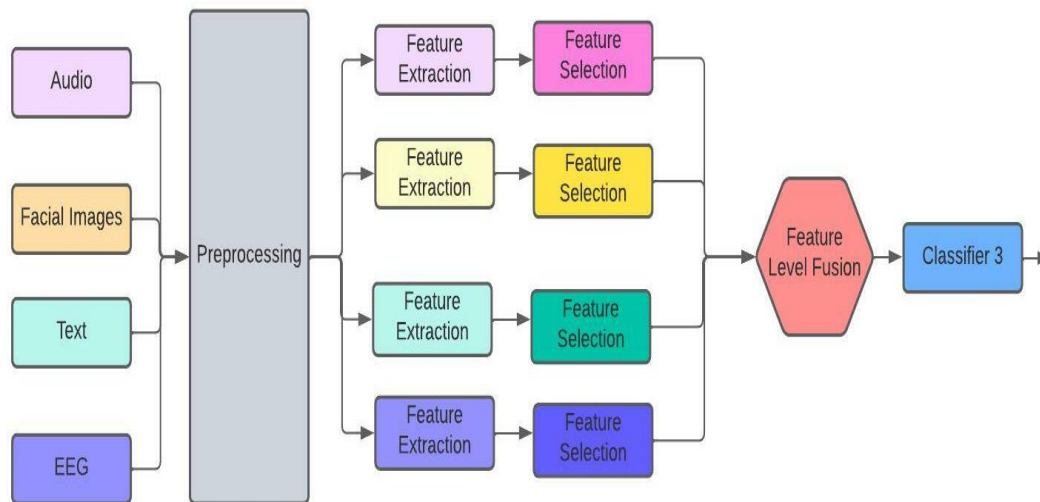 Audio
Facial Images
Text
EEG
Preprocessing
Feature
Extraction
Feature
Selection
Feature
Extraction
Feature
Selection
Feature
Extraction
Feature
Selection
Feature
Extraction
Feature
Selection
Feature
Level Fusion
Classifier 3